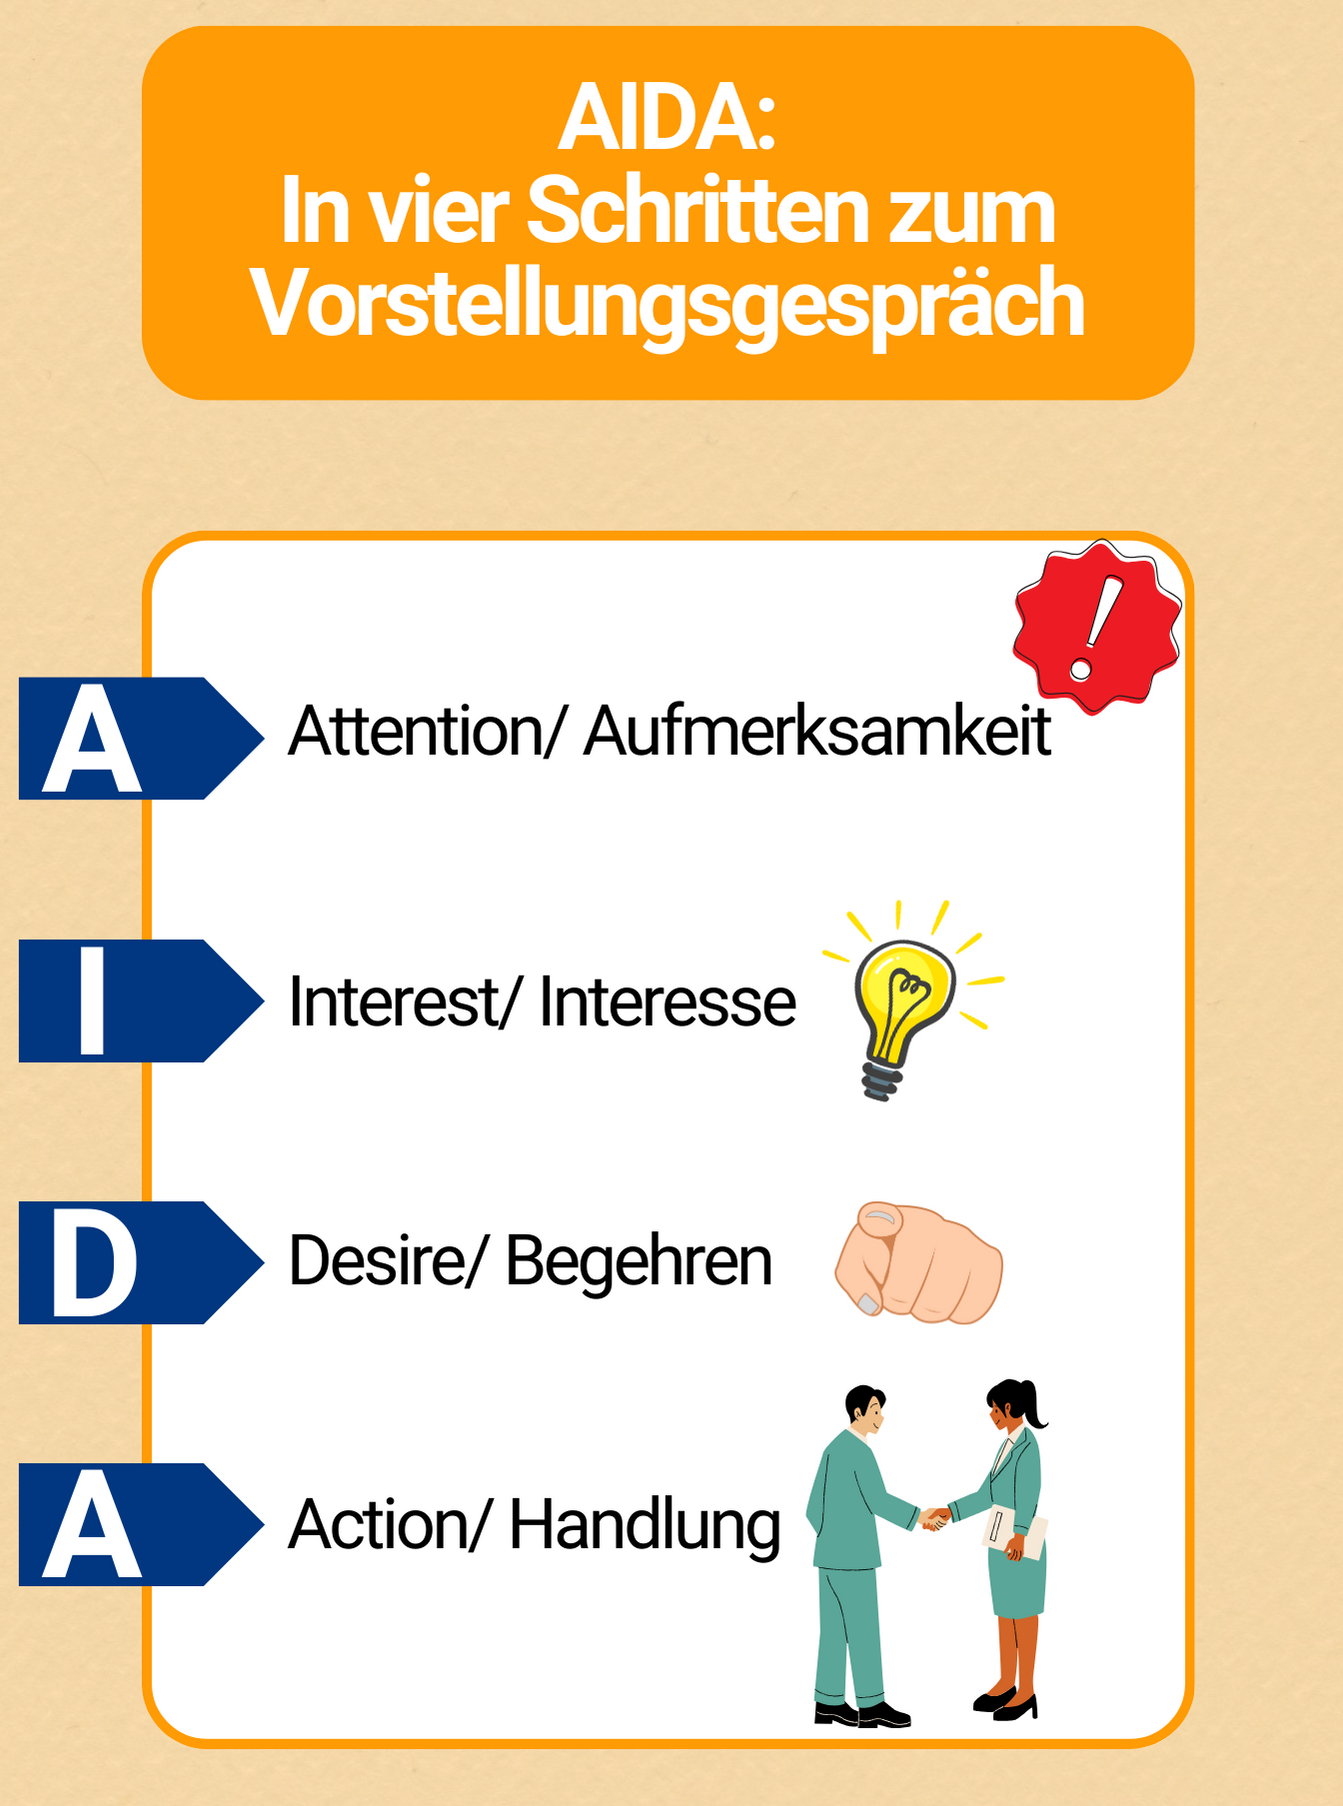 AIDA:
In vier Schritten zum
Vorstellungsgespräch
A
Attention/ Aufmerksamkeit
I
Interest/ Interesse
D
Desire/ Begehren
A
Action/ Handlung